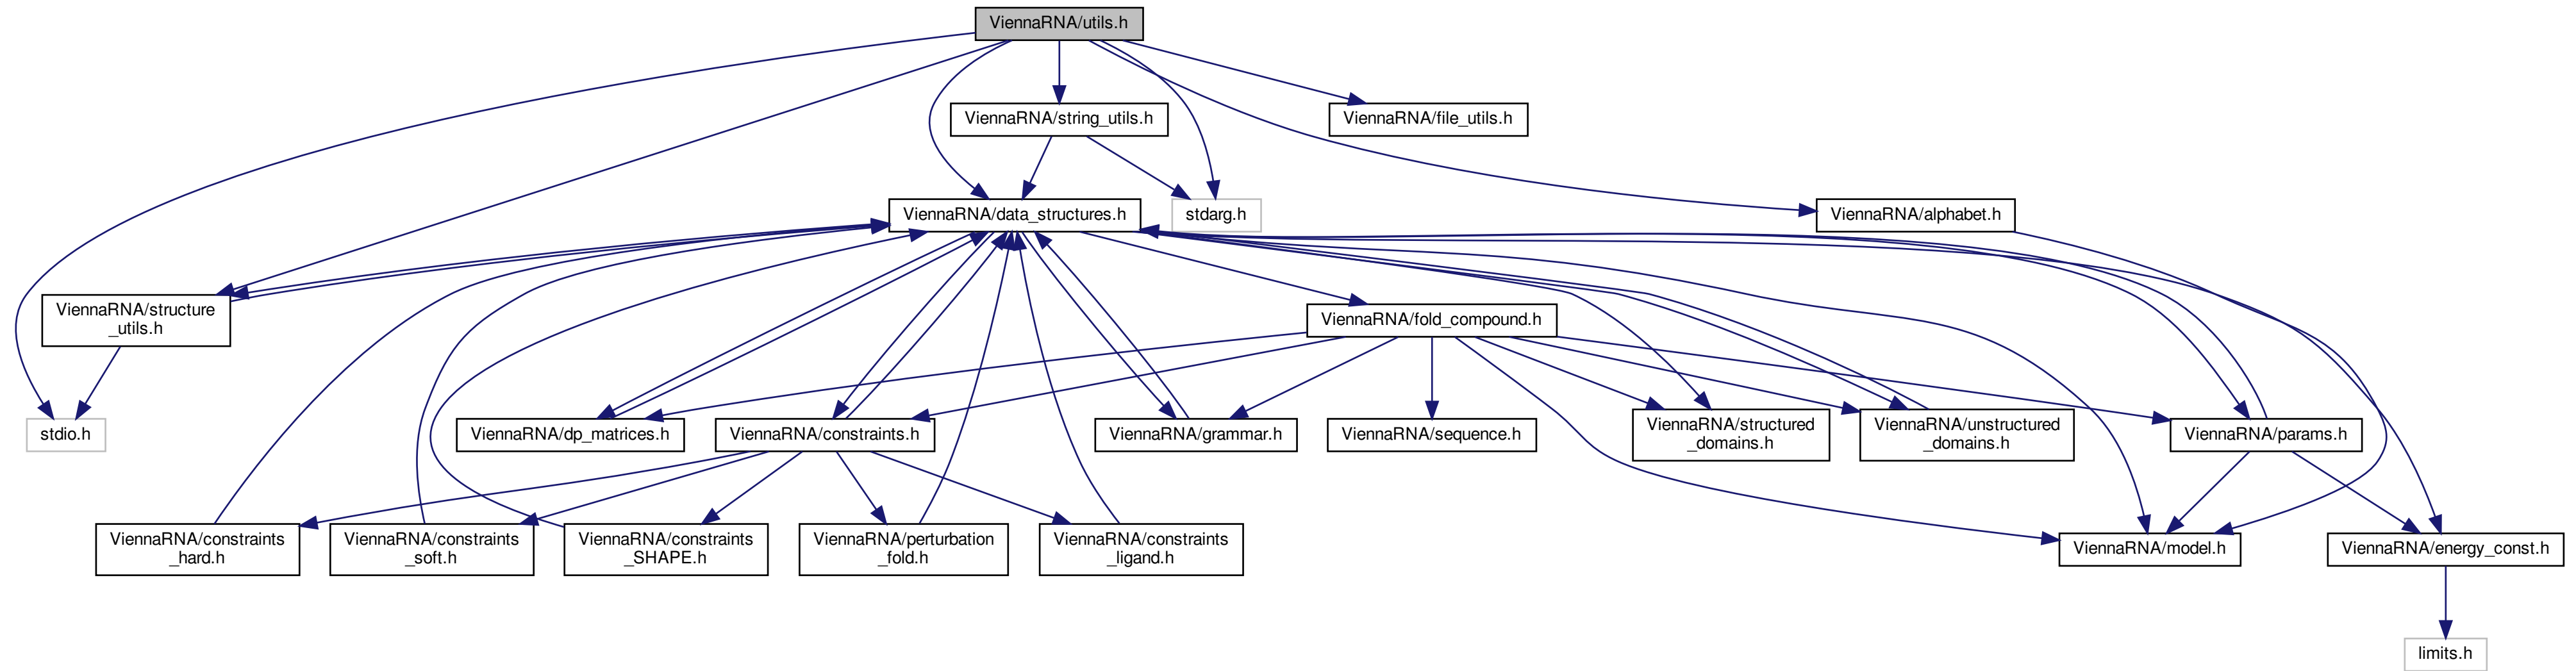 ViennaRNA/utils.h
ViennaRNA/string_utils.h
ViennaRNA/file_utils.h
ViennaRNA/data_structures.h
stdarg.h
ViennaRNA/alphabet.h
ViennaRNA/structure
_utils.h
ViennaRNA/fold_compound.h
stdio.h
ViennaRNA/dp_matrices.h
ViennaRNA/constraints.h
ViennaRNA/grammar.h
ViennaRNA/sequence.h
ViennaRNA/structured
_domains.h
ViennaRNA/unstructured
_domains.h
ViennaRNA/params.h
ViennaRNA/constraints
_hard.h
ViennaRNA/constraints
_soft.h
ViennaRNA/constraints
_SHAPE.h
ViennaRNA/perturbation
_fold.h
ViennaRNA/constraints
_ligand.h
ViennaRNA/model.h
ViennaRNA/energy_const.h
limits.h